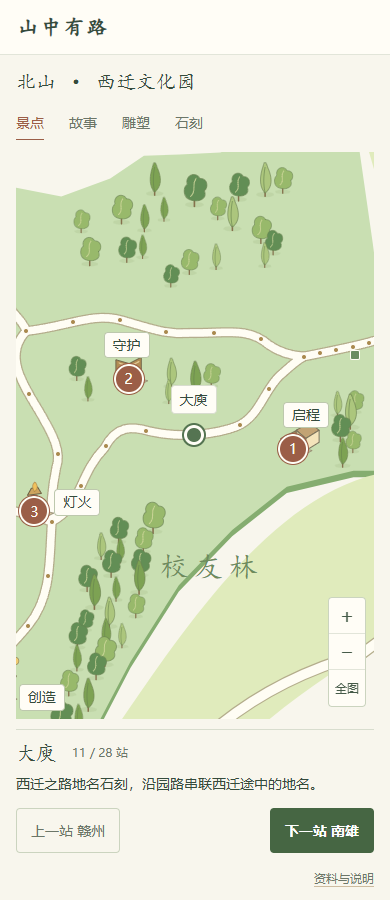 山中有路
北山 • 西迁文化园
景点 故事 雕塑 石刻
守护
2
大庾
启程
1
3
灯火
校友林
+
−
全图
创造
大庾 11 / 28 站
西迁之路地名石刻，沿园路串联西迁途中的地名。
上一站 赣州
下一站 南雄
资料与说明